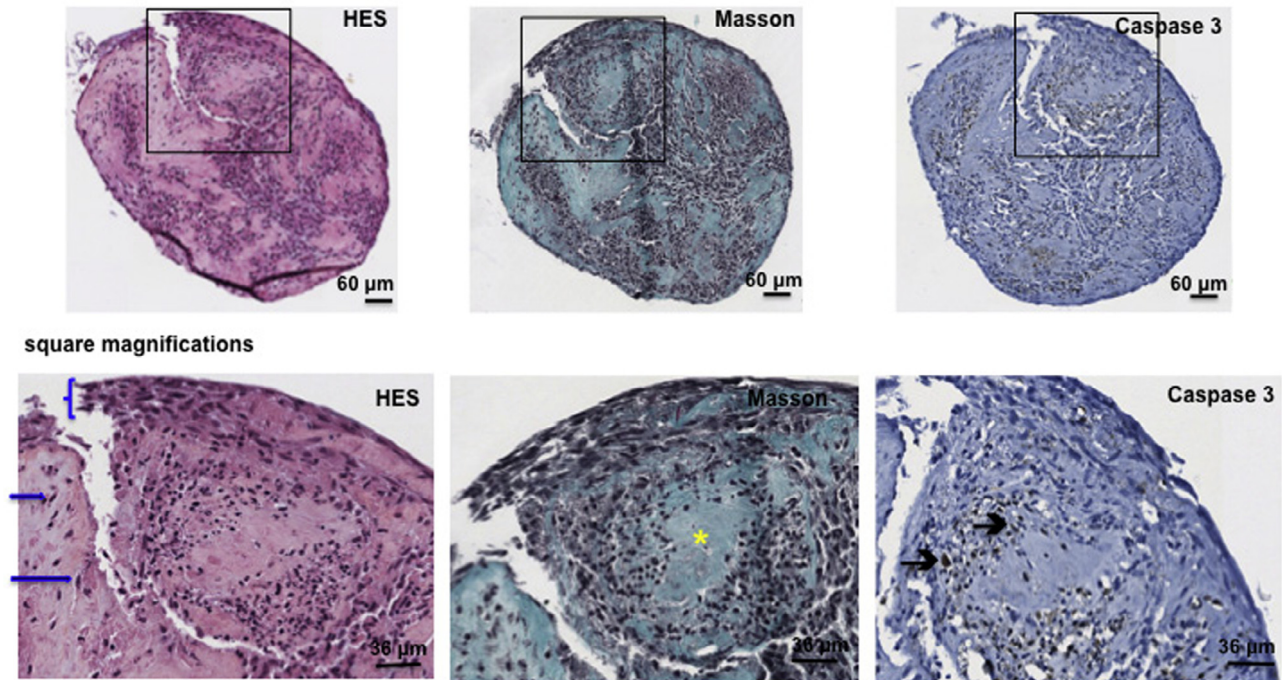 HES
Masson
Caspase 3
60 µm
60 µm
60 µm
square magnifications
HES
Masson
Caspase 3
*
36 µm
36 µm
36 µm